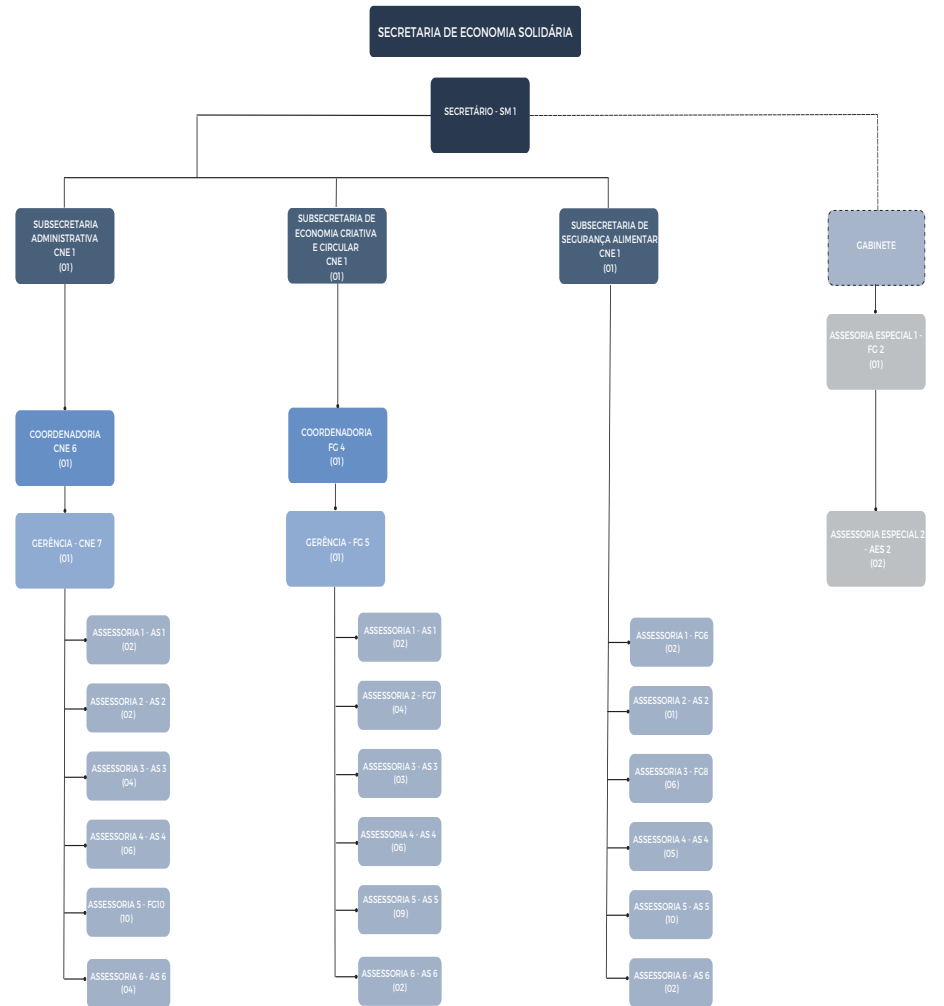 SECRETARIA DE ECONOMIA SOLIDÁRIA
SECRETÁRIO - SM 1
SUBSECRETARIA
ADMINISTRATIVA
CNE 1
(01)
COORDENADORIA
CNE 6
(01)
GERÊNCIA - CNE 7
(01)
ASSESSORIA 1 - AS 1
(02)
ASSESSORIA 2 - AS 2
(02)
ASSESSORIA 3 - AS 3
(04)
ASSESSORIA 4 - AS 4
(06)
ASSESSORIA 5 - FG10
(10)
ASSESSORIA 6 - AS 6
(04)
SUBSECRETARIA DE
ECONOMIA CRIATIVA
E CIRCULAR
CNE 1
(01)
COORDENADORIA
FG 4
(01)
GERÊNCIA - FG 5
(01)
ASSESSORIA 1 - AS 1
(02)
ASSESSORIA 2 - FG7
(04)
ASSESSORIA 3 - AS 3
(03)
ASSESSORIA 4 - AS 4
(06)
ASSESSORIA 5 - AS 5
(09)
ASSESSORIA 6 - AS 6
(02)
SUBSECRETARIA DE
SEGURANÇA ALIMENTAR
CNE 1
(01)
ASSESSORIA 1 - FG6
(02)
ASSESSORIA 2 - AS 2
(01)
ASSESSORIA 3 - FG8
(06)
ASSESSORIA 4 - AS 4
(05)
ASSESSORIA 5 - AS 5
(10)
ASSESSORIA 6 - AS 6
(02)
GABINETE
ASSESORIA ESPECIAL 1 -
FG 2
(01)
ASSESSORIA ESPECIAL 2
- AES 2
(02)